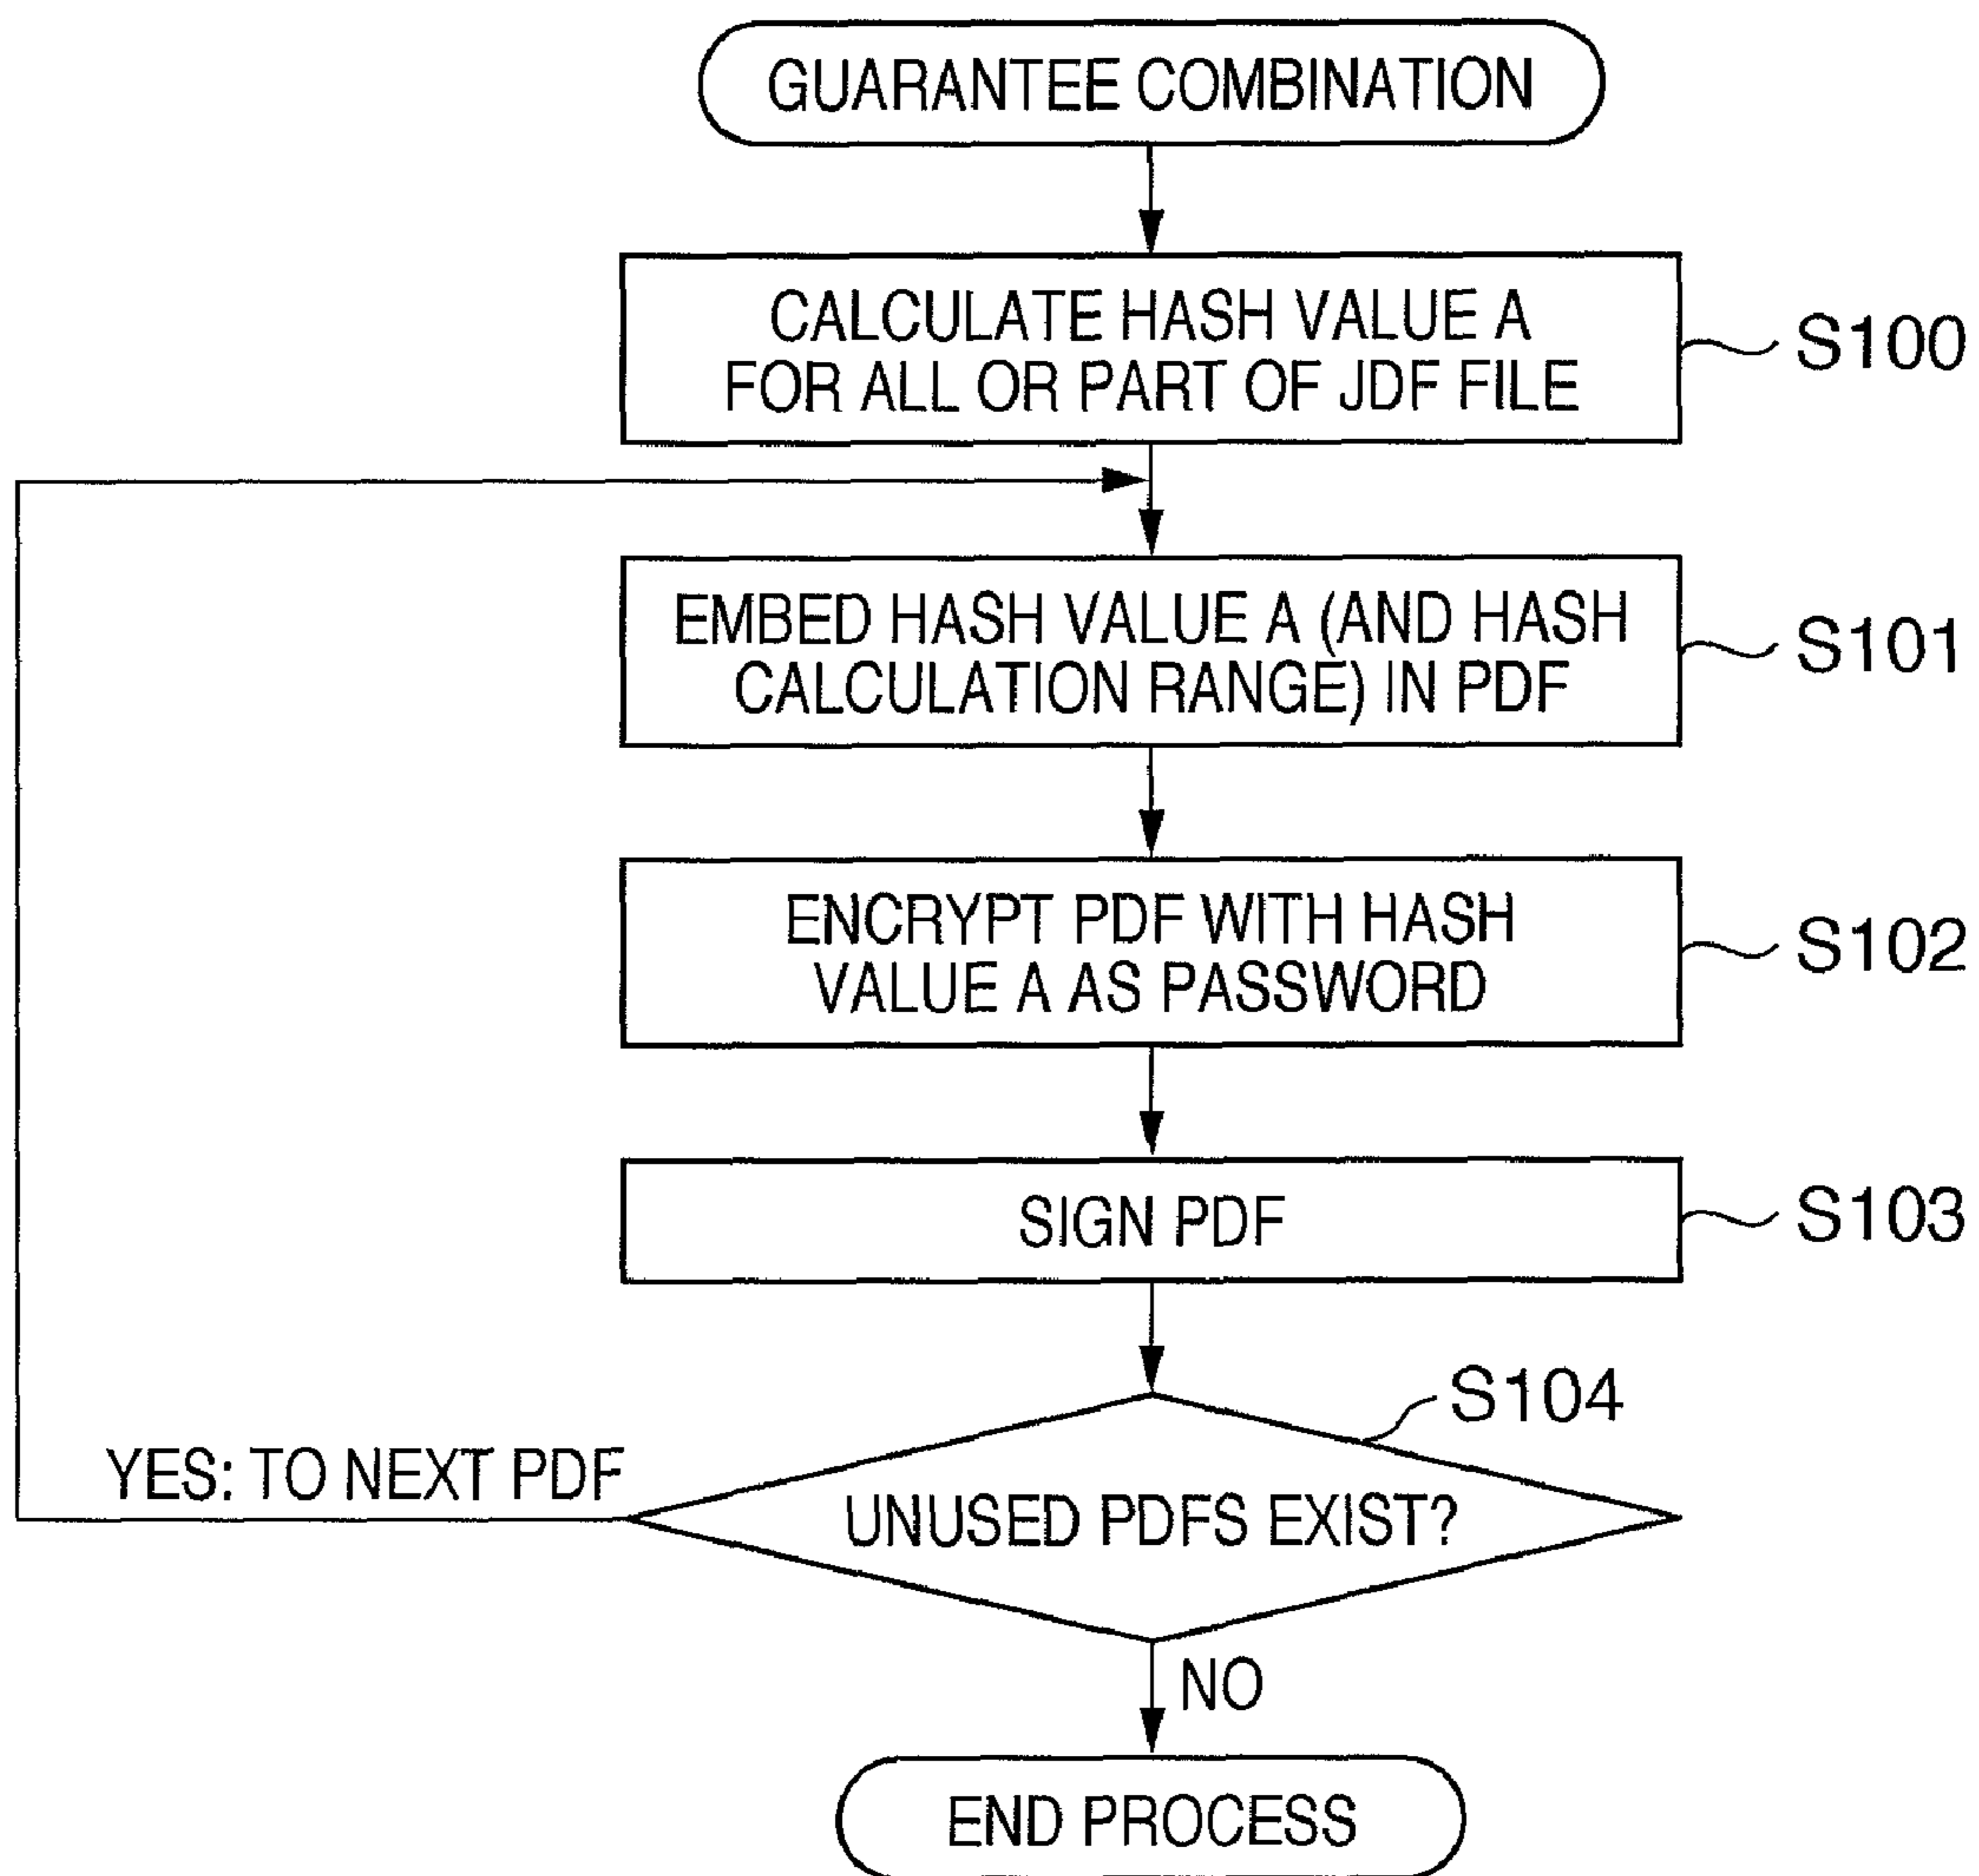 GUARANTEE COMBINATION
CALCULATE HASH VALUE A
FOR ALL OR PART OF JDF FILE
S100
EMBED HASH VALUE A (AND HASH
CALCULATION RANGE) IN PDF
S101
ENCRYPT PDF WITH HASH
VALUE A AS PASSWORD
S102
SIGN PDF
S103
S104
YES: TO NEXT PDF
UNUSED PDFS EXIST?
NO
END PROCESS